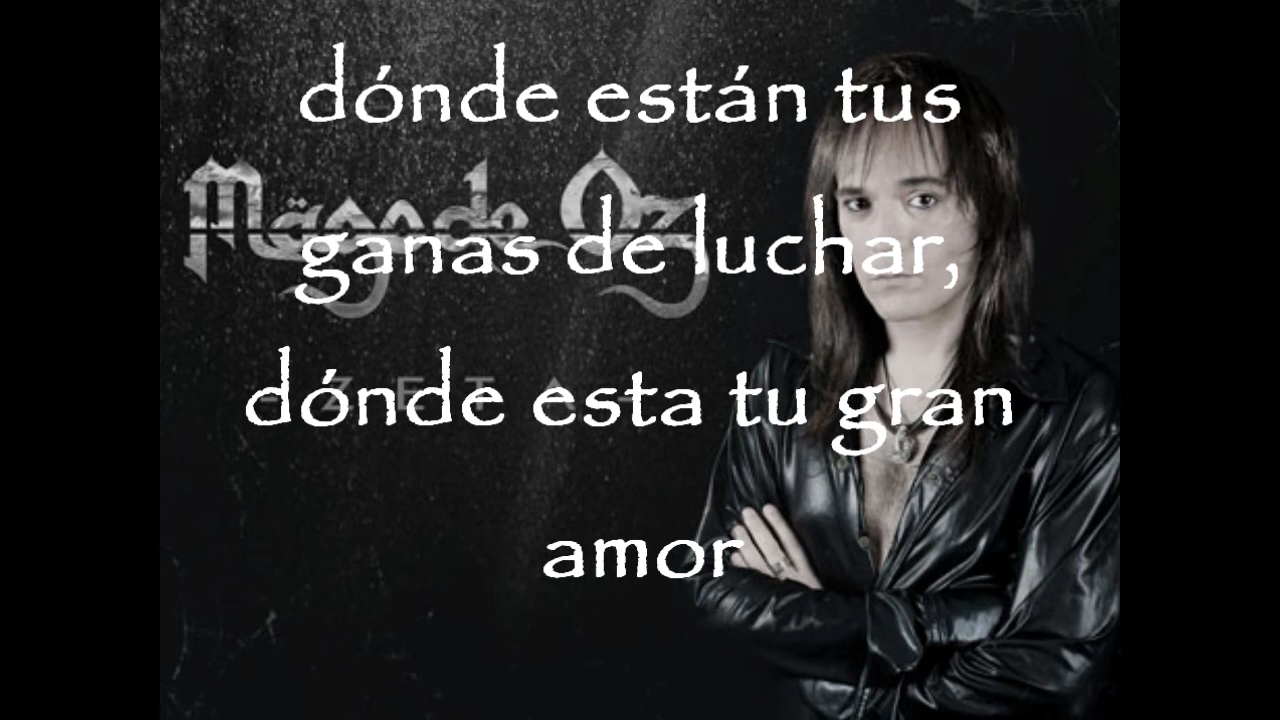 dónde están tus
Mägo de Oz
ganas de luchar,
dónde esta tu gran
- Z E T A -
amor